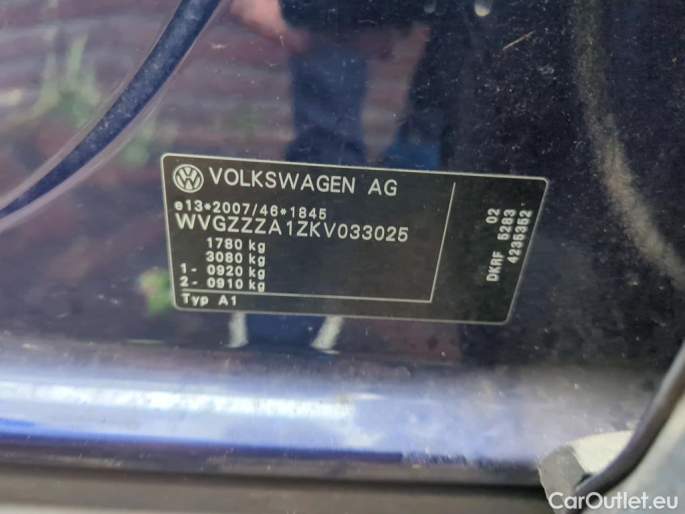 VOLKSWAGEN AG
e13*2007/46*1845
WVGZZZA1ZKV033025
1780 kg
3080 kg
1- 0920 kg
2- 0910 kg
Typ A1
02
DKRF 5283
4235352
CarOutlet.eu